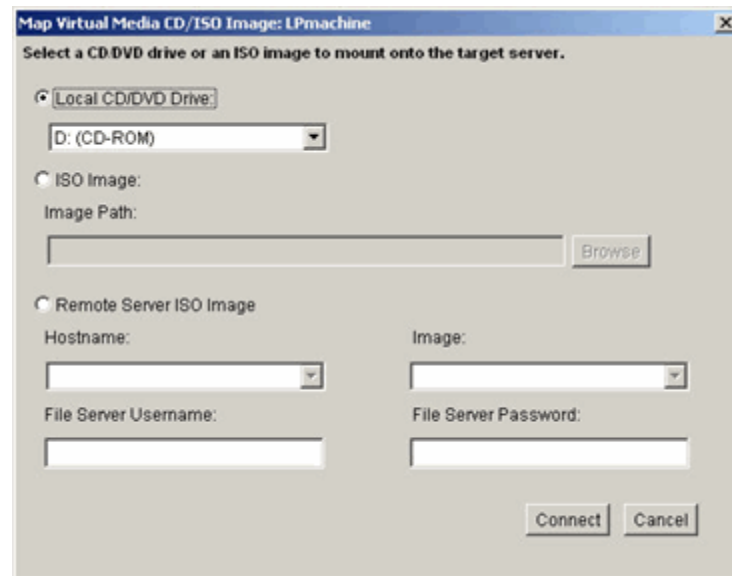 Map Virtual Media CD/ISO Image: LPmachine
Select a CD/DVD drive or an ISO image to mount onto the target server.
Local CD/DVD Drive:
D: (CD-ROM)
ISO Image:
Image Path:
Browse
Remote Server ISO Image
Hostname: Image:
File Server Username: File Server Password:
Connect Cancel